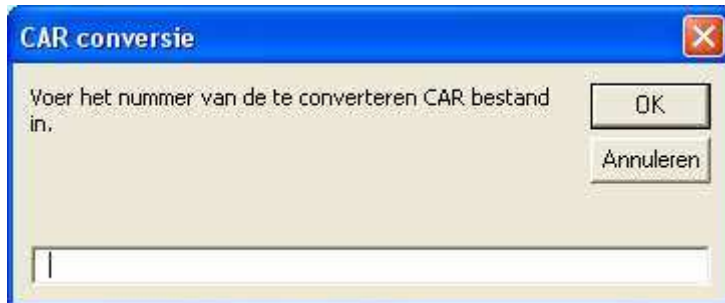 CAR conversie
Voer het nummer van de te converteren CAR bestand
in.
OK
Annuleren